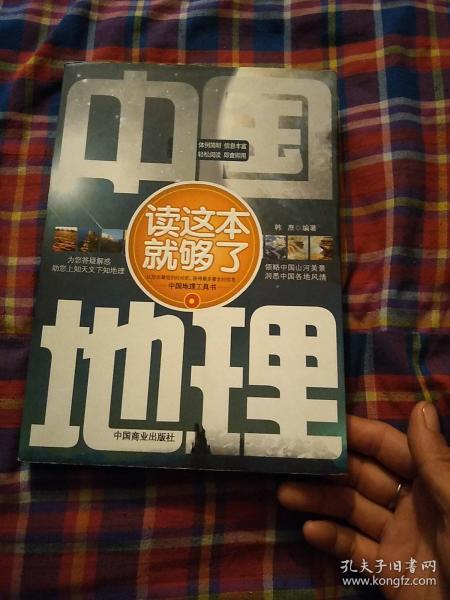 中国
体例简明 信息丰富
轻松阅读 即查即用
读这本
就够了
韩彪 编著
为您答疑解惑
助您上知天文下知地理
领略中国山河美景
洞悉中国各地风情
中国地理工具书
地理
中国商业出版社
孔夫子旧书网
www.kongfz.com